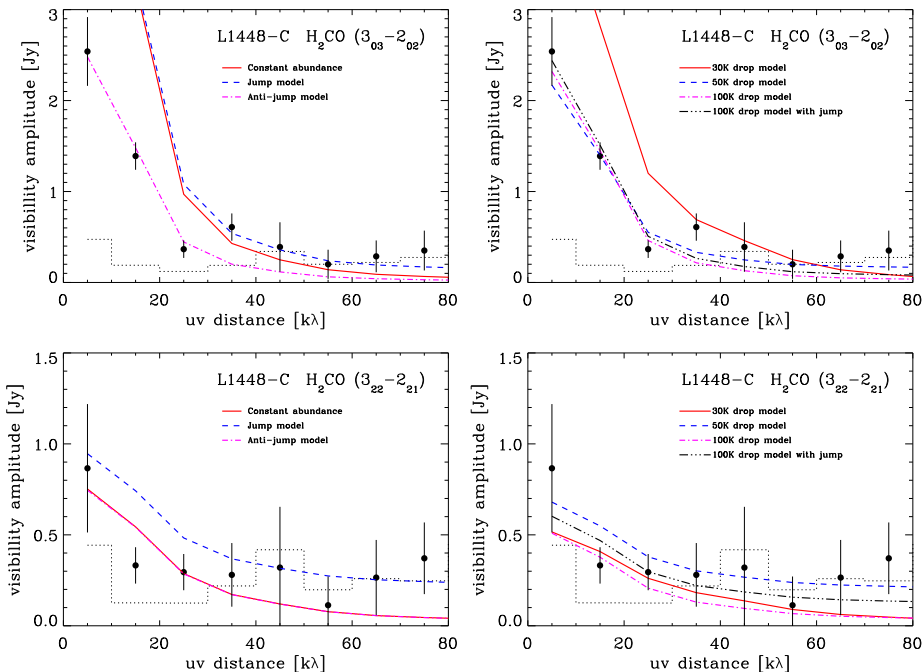 L1448-C H₂CO (3₀₃-2₀₂)
Constant abundance
Jump model
Anti-jump model
visibillity amplitude [Jy]
3
2
1
0
0 20 40 60 80
uv distance [kλ]
L1448-C H₂CO (3₀₃-2₀₂)
30K drop model
50K drop model
100K drop model
100K drop model with jump
visibillity amplitude [Jy]
3
2
1
0
0 20 40 60 80
uv distance [kλ]
L1448-C H₂CO (3₂₂-2₂₁)
Constant abundance
Jump model
Anti-jump model
visibillity amplitude [Jy]
1.5
1.0
0.5
0.0
0 20 40 60 80
uv distance [kλ]
L1448-C H₂CO (3₂₂-2₂₁)
30K drop model
50K drop model
100K drop model
100K drop model with jump
visibillity amplitude [Jy]
1.5
1.0
0.5
0.0
0 20 40 60 80
uv distance [kλ]